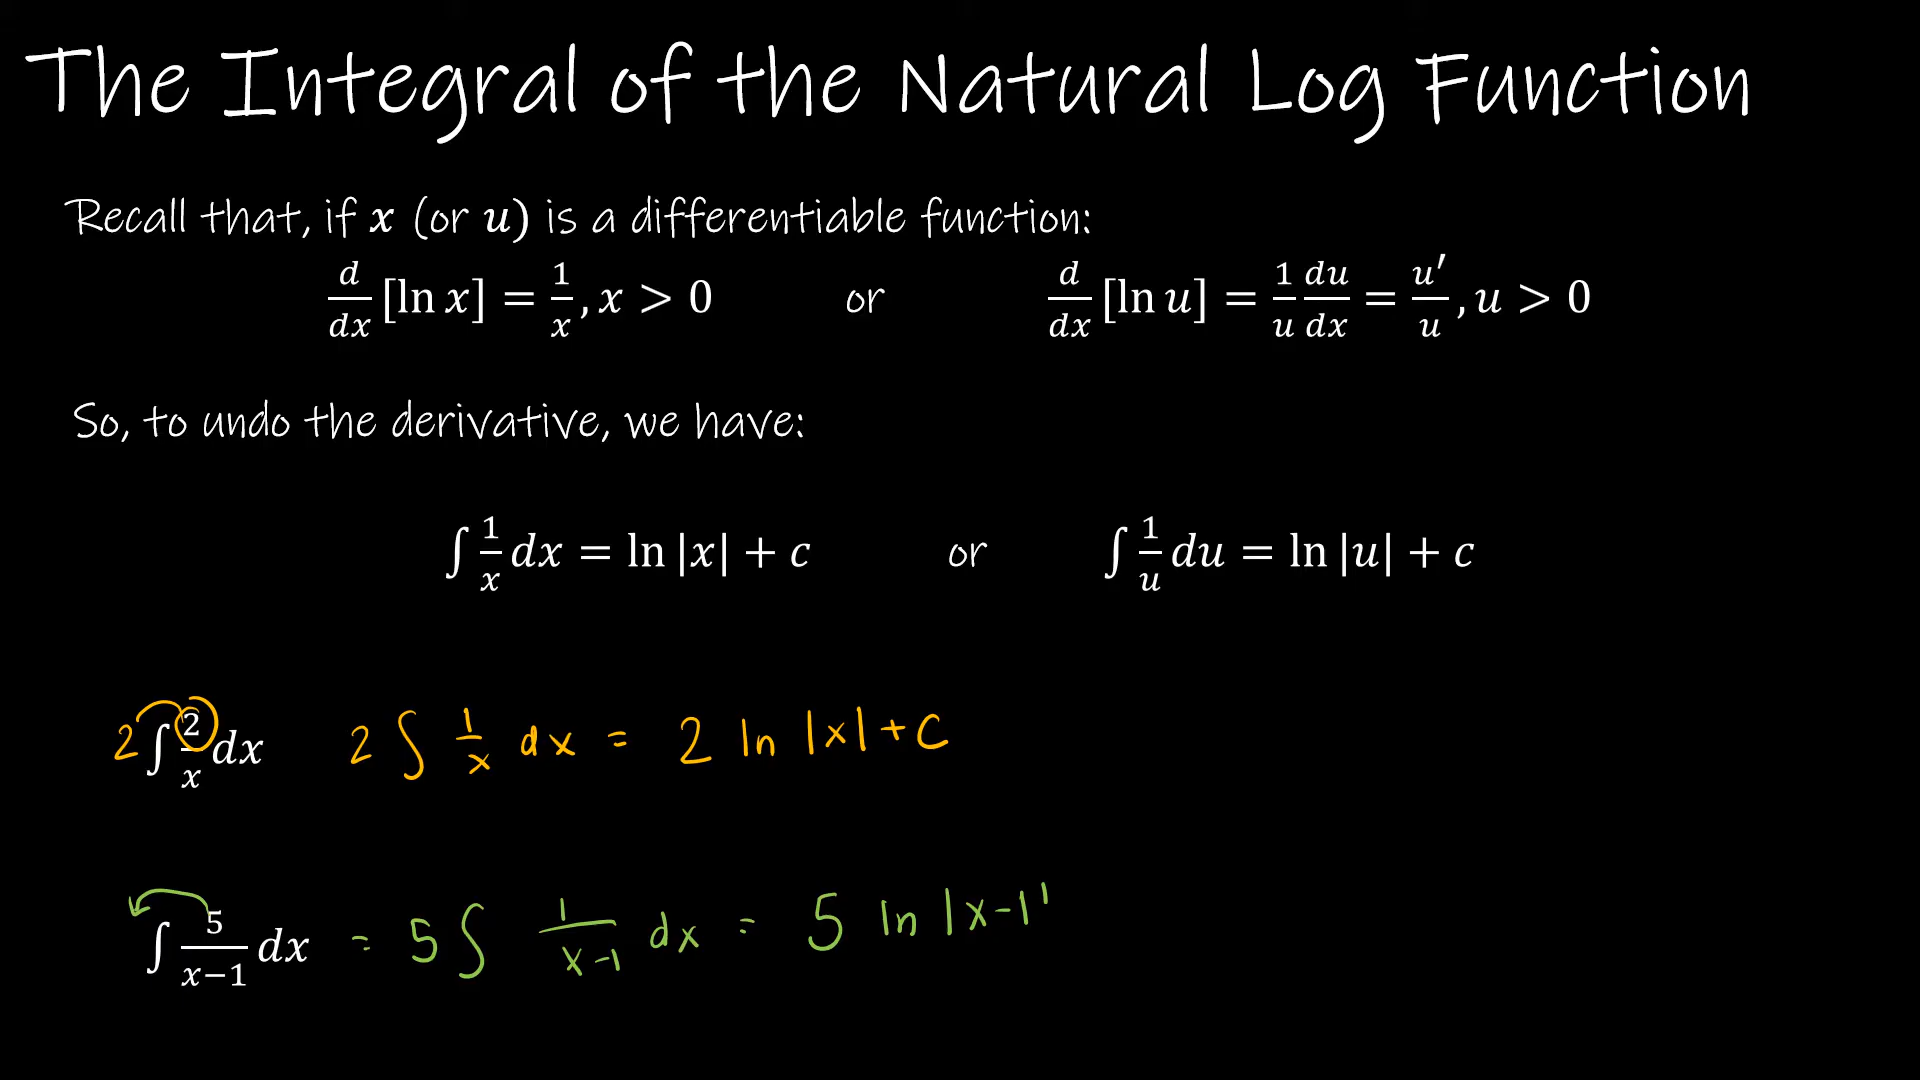 The Integral of the Natural Log Function
Recall that, if x (or u) is a differentiable function:
d/dx [ln x] = 1/x , x > 0 or d/dx [ln u] = 1/u du/dx = u′/u , u > 0
So, to undo the derivative, we have:
∫ 1/x dx = ln |x| + c or ∫ 1/u du = ln |u| + c
2 ∫ 2/x dx 2 ∫ 1/x dx = 2 ln |x| + C
∫ 5/(x−1) dx = 5 ∫ 1/(x−1) dx = 5 ln |x−1'